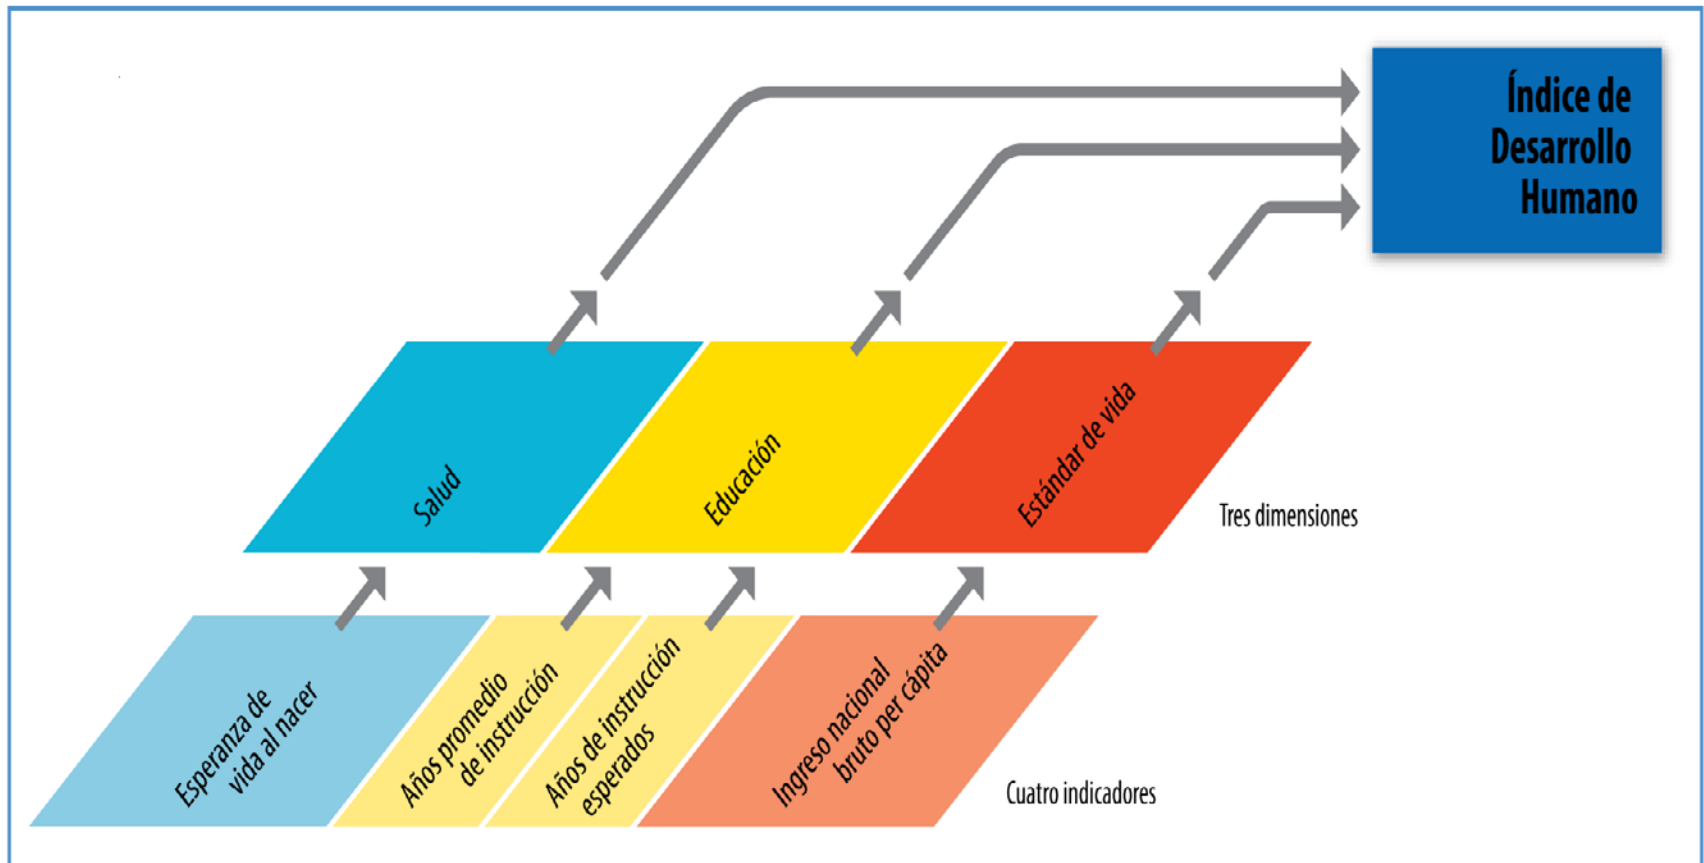 Índice de
Desarrollo
Humano
Salud
Educación
Estándar de vida
Tres dimensiones
Esperanza de
vida al nacer
Años promedio
de instrucción
Años de instrucción
esperados
Ingreso nacional
bruto per cápita
Cuatro indicadores